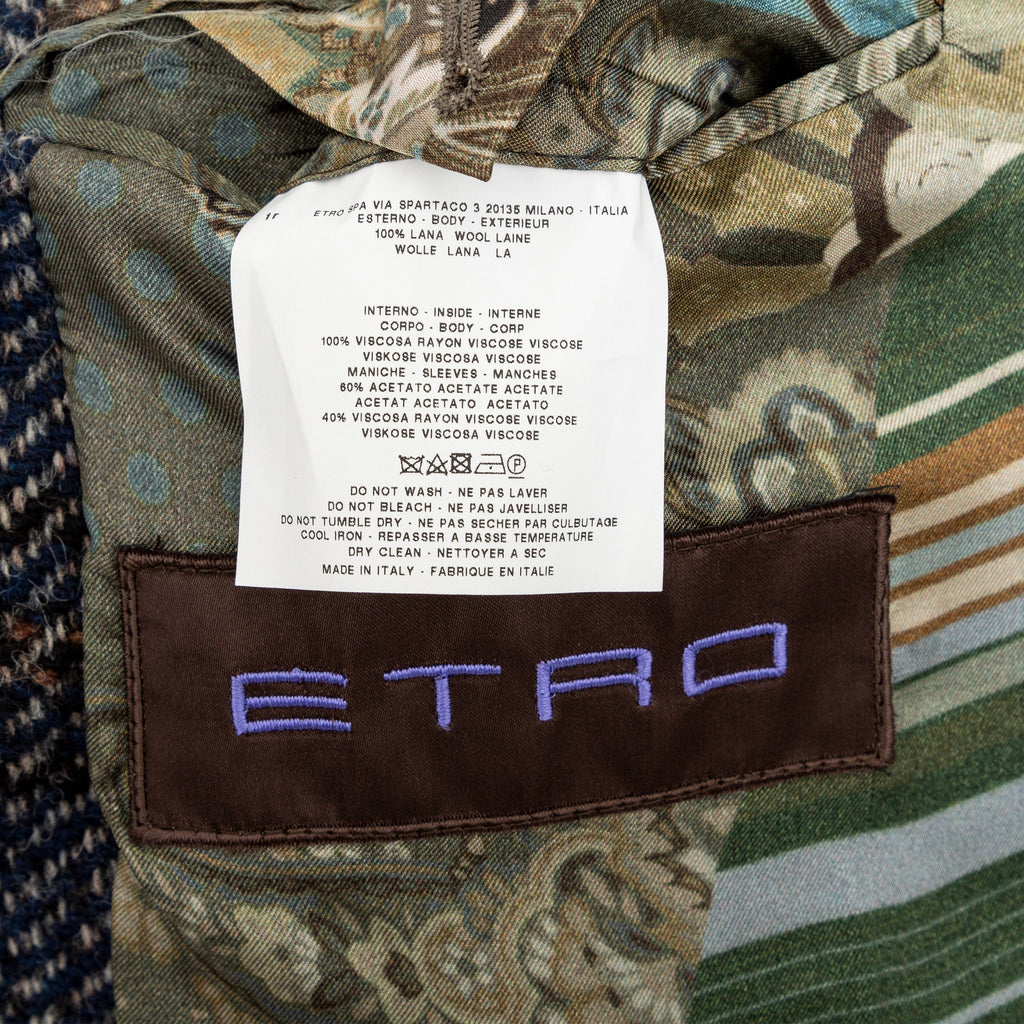 IT
ETRO SPA VIA SPARTACO 3 20135 MILANO - ITALIA
ESTERNO - BODY - EXTERIEUR
100% LANA WOOL LAINE
WOLLE LANA LA
INTERNO - INSIDE - INTERNE
CORPO - BODY - CORP
100% VISCOSA RAYON VISCOSE VISCOSE
VISKOSE VISCOSA VISCOSE
MANICHE - SLEEVES - MANCHES
60% ACETATO ACETATE ACETATE
ACETAT ACETATO ACETATO
40% VISCOSA RAYON VISCOSE VISCOSE
VISKOSE VISCOSA VISCOSE
P
DO NOT WASH - NE PAS LAVER
DO NOT BLEACH - NE PAS JAVELLISER
DO NOT TUMBLE DRY - NE PAS SECHER PAR CULBUTAGE
COOL IRON - REPASSER A BASSE TEMPERATURE
DRY CLEAN - NETTOYER A SEC
MADE IN ITALY - FABRIQUE EN ITALIE
ETRO